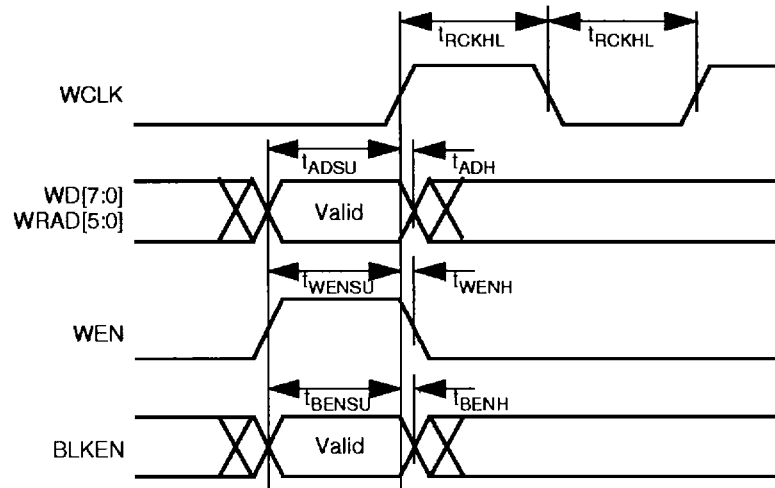 tRCKHL tRCKHL
WCLK
tADSU tADH
WD[7:0]
WRAD[5:0]
Valid
tWENSU tWENH
WEN
tBENSU tBENH
BLKEN
Valid